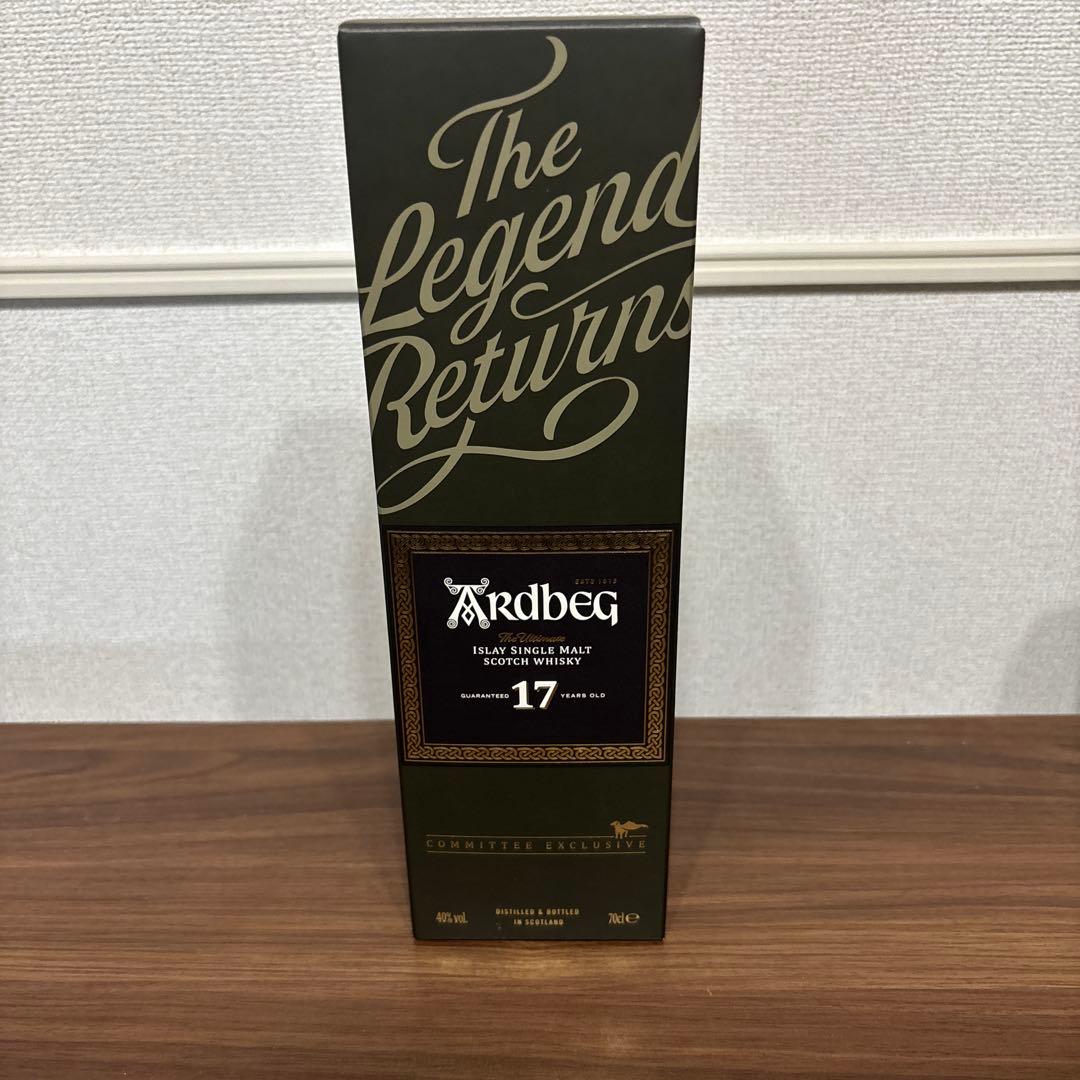 The
Legend
Returns
ESTD 1815
ARDBEG
The Ultimate
ISLAY SINGLE MALT
SCOTCH WHISKY
GUARANTEED 17 YEARS OLD
COMMITTEE EXCLUSIVE
40% vol.
DISTILLED & BOTTLED
IN SCOTLAND
70cl e